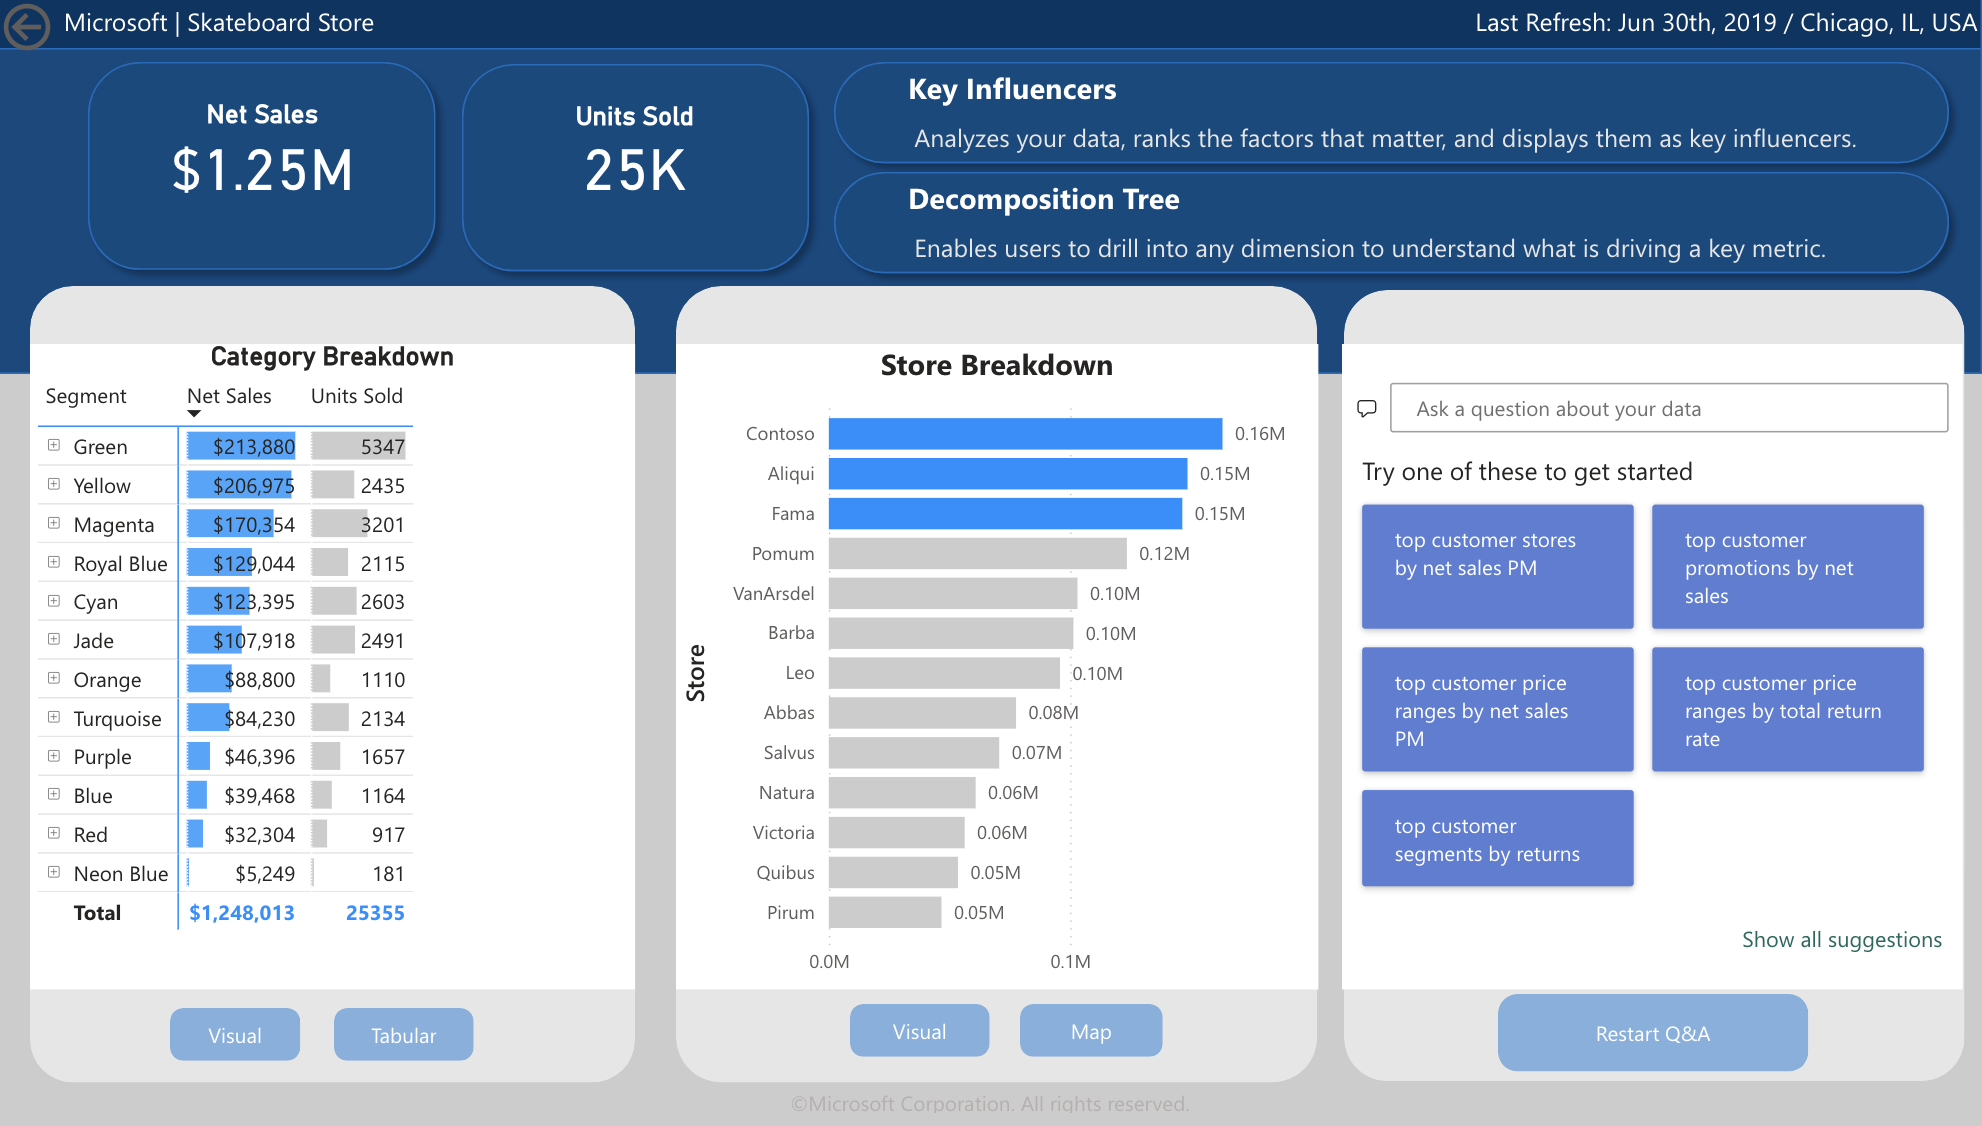 Microsoft | Skateboard Store
Last Refresh: Jun 30th, 2019 / Chicago, IL, USA
Net Sales
$1.25M
Units Sold
25K
Key Influencers
Analyzes your data, ranks the factors that matter, and displays them as key influencers.
Decomposition Tree
Enables users to drill into any dimension to understand what is driving a key metric.
Category Breakdown
Segment Net Sales Units Sold
Green $213,880 5347
Yellow $206,975 2435
Magenta $170,354 3201
Royal Blue $129,044 2115
Cyan $123,395 2603
Jade $107,918 2491
Orange $88,800 1110
Turquoise $84,230 2134
Purple $46,396 1657
Blue $39,468 1164
Red $32,304 917
Neon Blue $5,249 181
Total $1,248,013 25355
Visual
Tabular
Store Breakdown
Store
Contoso 0.16M
Aliqui 0.15M
Fama 0.15M
Pomum 0.12M
VanArsdel 0.10M
Barba 0.10M
Leo 0.10M
Abbas 0.08M
Salvus 0.07M
Natura 0.06M
Victoria 0.06M
Quibus 0.05M
Pirum 0.05M
0.0M 0.1M
Visual
Map
Ask a question about your data
Try one of these to get started
top customer stores
by net sales PM
top customer
promotions by net
sales
top customer price
ranges by net sales
PM
top customer price
ranges by total return
rate
top customer
segments by returns
Show all suggestions
Restart Q&A
©Microsoft Corporation. All rights reserved.